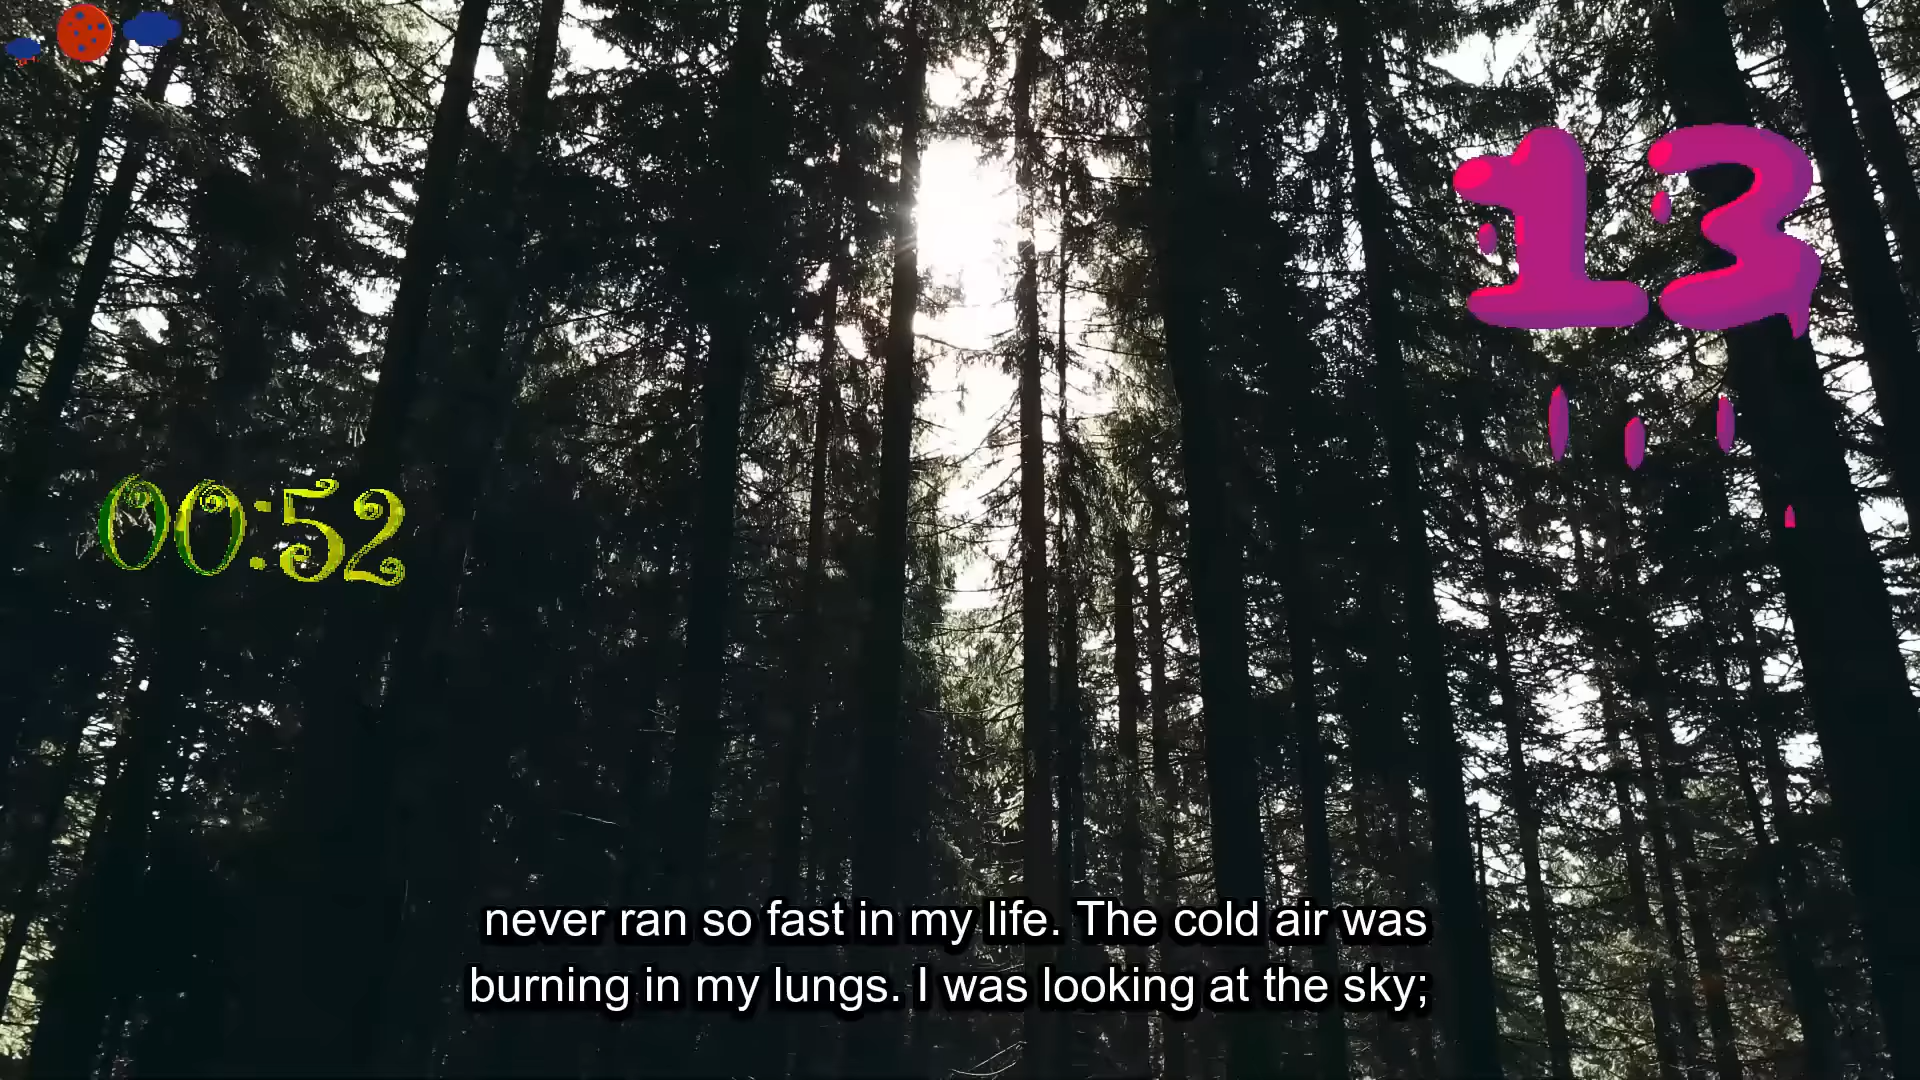 13
00:52
never ran so fast in my life. The cold air was
burning in my lungs. I was looking at the sky;